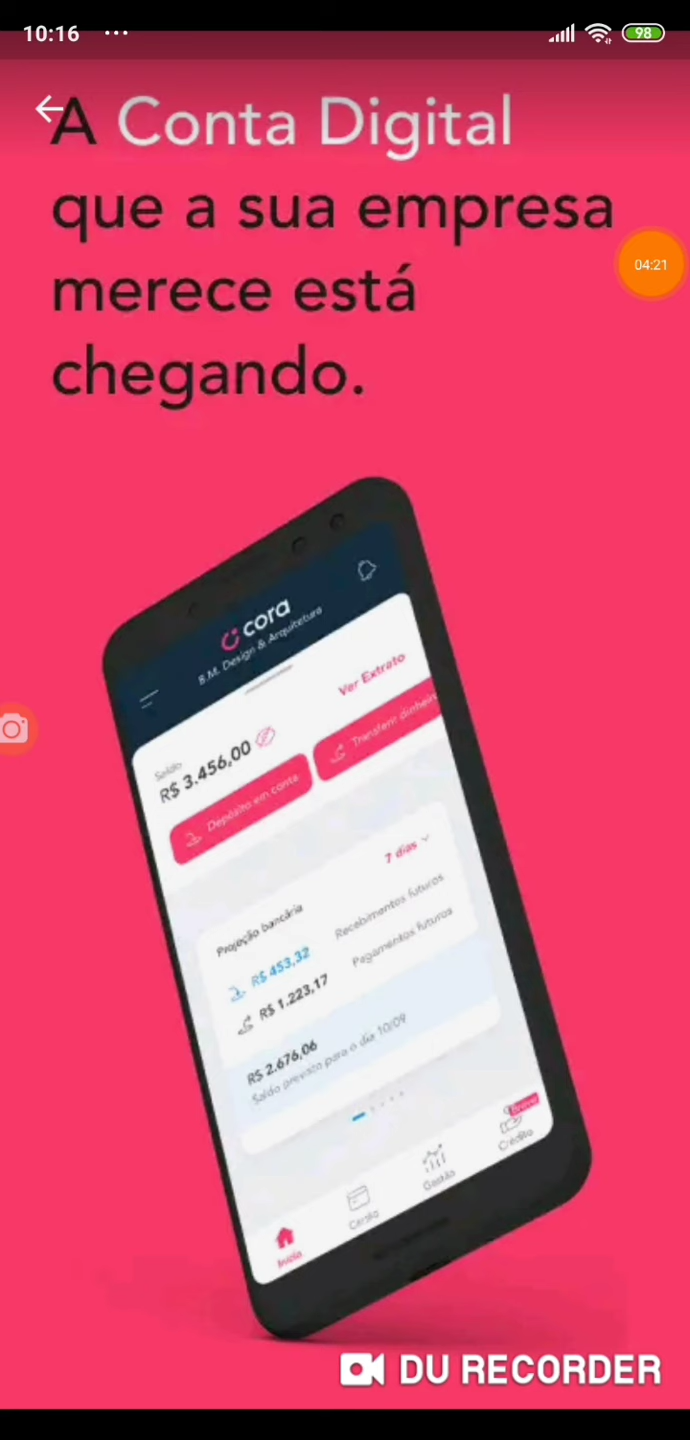 10:16
98
A Conta Digital
que a sua empresa
merece está
chegando.
04:21
cora
B.M. Design & Arquitetura
Ver Extrato
Saldo
R$ 3.456,00
Transferir dinheiro
Depósito em conta
7 dias
Projeção bancária
R$ 453,32 Recebimentos futuros
R$ 1.223,17 Pagamentos futuros
R$ 2.676,06
Saldo previsto para o dia 10/09
Início
Cartão
Gestão
Crédito
DU RECORDER